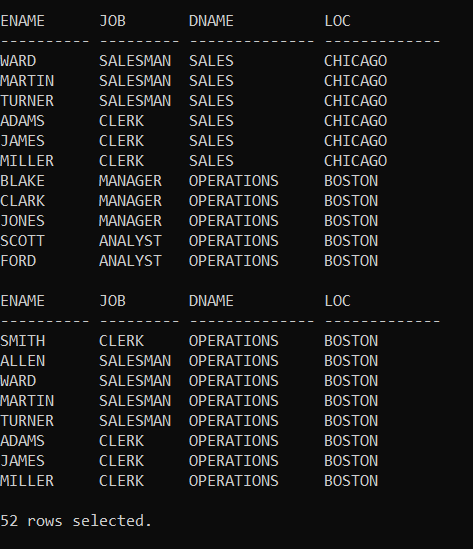 ENAME      JOB       DNAME          LOC
---------- --------- -------------- -------------
WARD       SALESMAN  SALES          CHICAGO
MARTIN     SALESMAN  SALES          CHICAGO
TURNER     SALESMAN  SALES          CHICAGO
ADAMS      CLERK     SALES          CHICAGO
JAMES      CLERK     SALES          CHICAGO
MILLER     CLERK     SALES          CHICAGO
BLAKE      MANAGER   OPERATIONS     BOSTON
CLARK      MANAGER   OPERATIONS     BOSTON
JONES      MANAGER   OPERATIONS     BOSTON
SCOTT      ANALYST   OPERATIONS     BOSTON
FORD       ANALYST   OPERATIONS     BOSTON

ENAME      JOB       DNAME          LOC
---------- --------- -------------- -------------
SMITH      CLERK     OPERATIONS     BOSTON
ALLEN      SALESMAN  OPERATIONS     BOSTON
WARD       SALESMAN  OPERATIONS     BOSTON
MARTIN     SALESMAN  OPERATIONS     BOSTON
TURNER     SALESMAN  OPERATIONS     BOSTON
ADAMS      CLERK     OPERATIONS     BOSTON
JAMES      CLERK     OPERATIONS     BOSTON
MILLER     CLERK     OPERATIONS     BOSTON

52 rows selected.